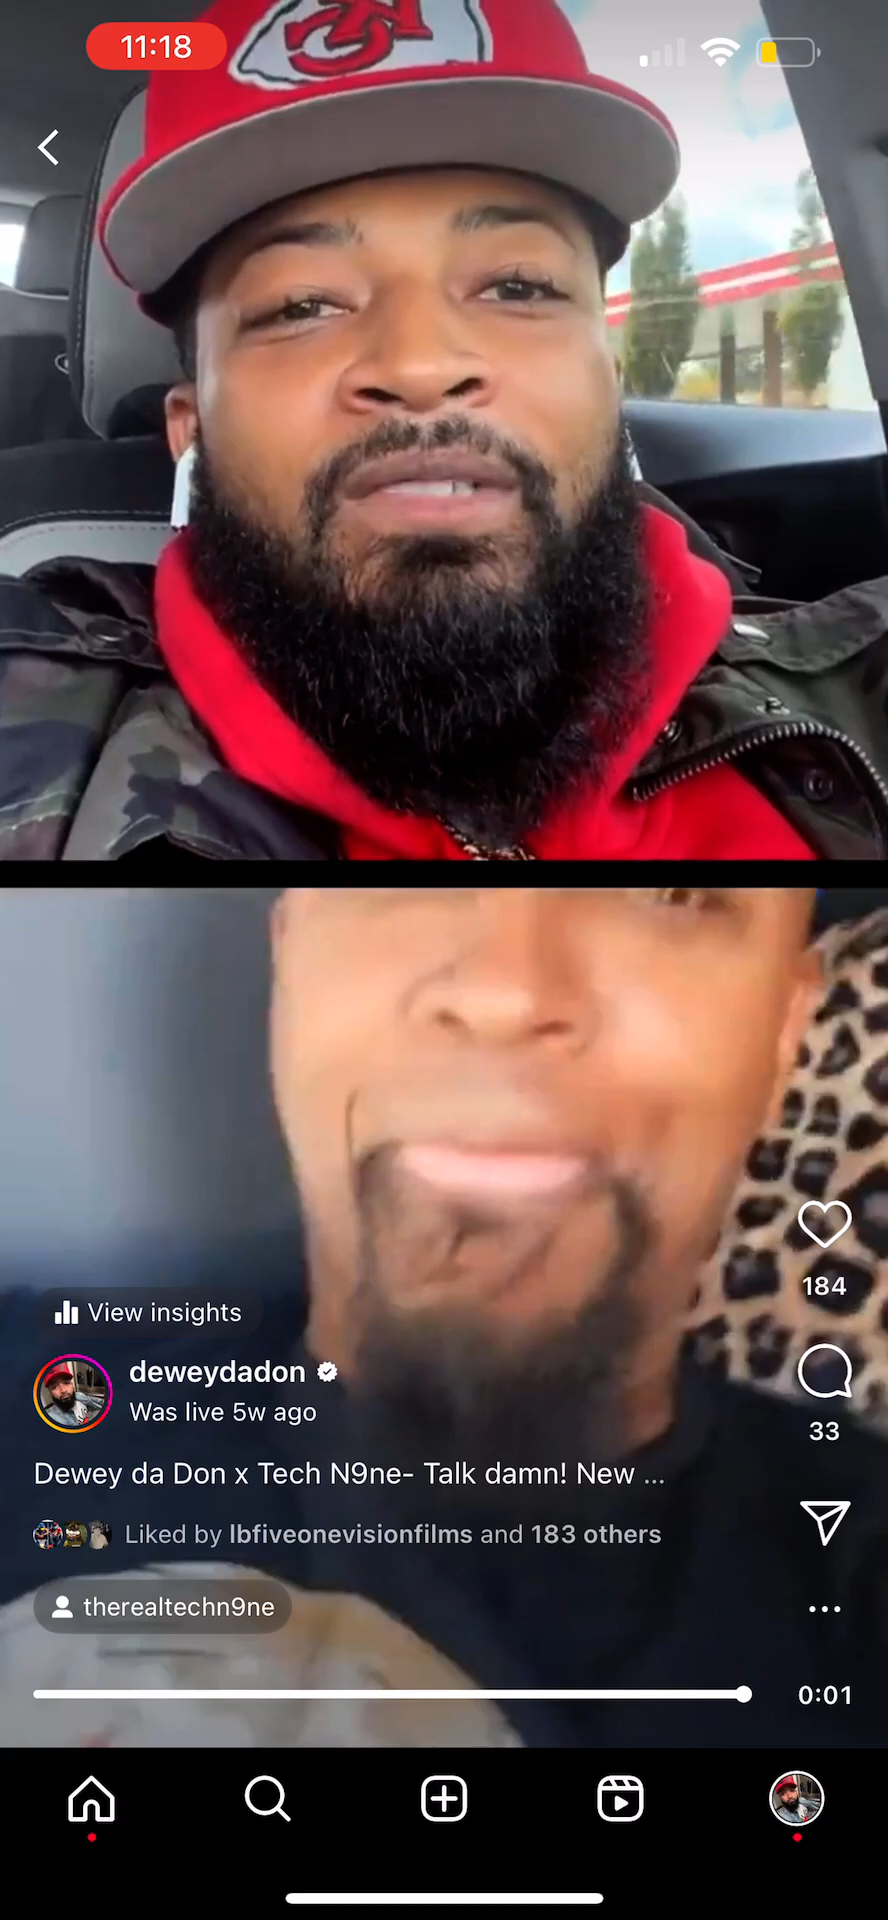 11:18
View insights
deweydadon
Was live 5w ago
Dewey da Don x Tech N9ne- Talk damn! New ...
Liked by lbfiveonevisionfilms and 183 others
therealtechn9ne
184
33
0:01